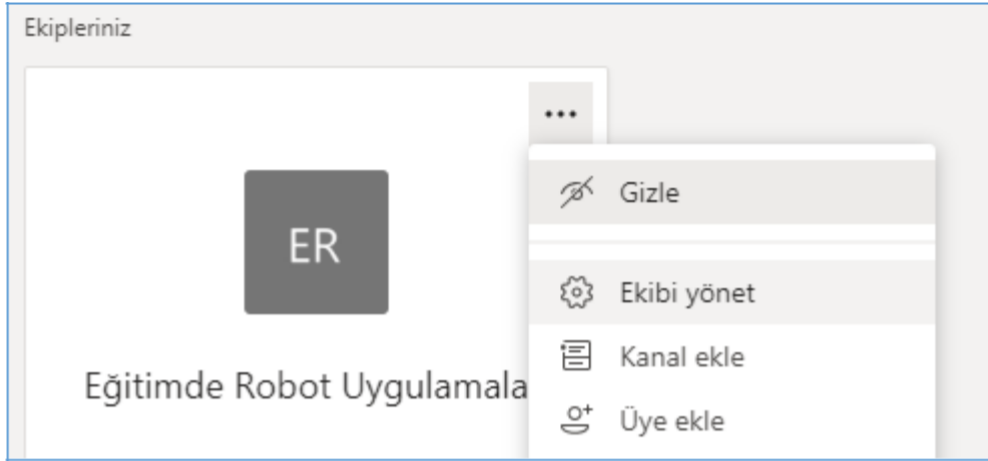 Ekipleriniz
...
ER
Eğitimde Robot Uygulamala
Gizle
Ekibi yönet
Kanal ekle
Üye ekle